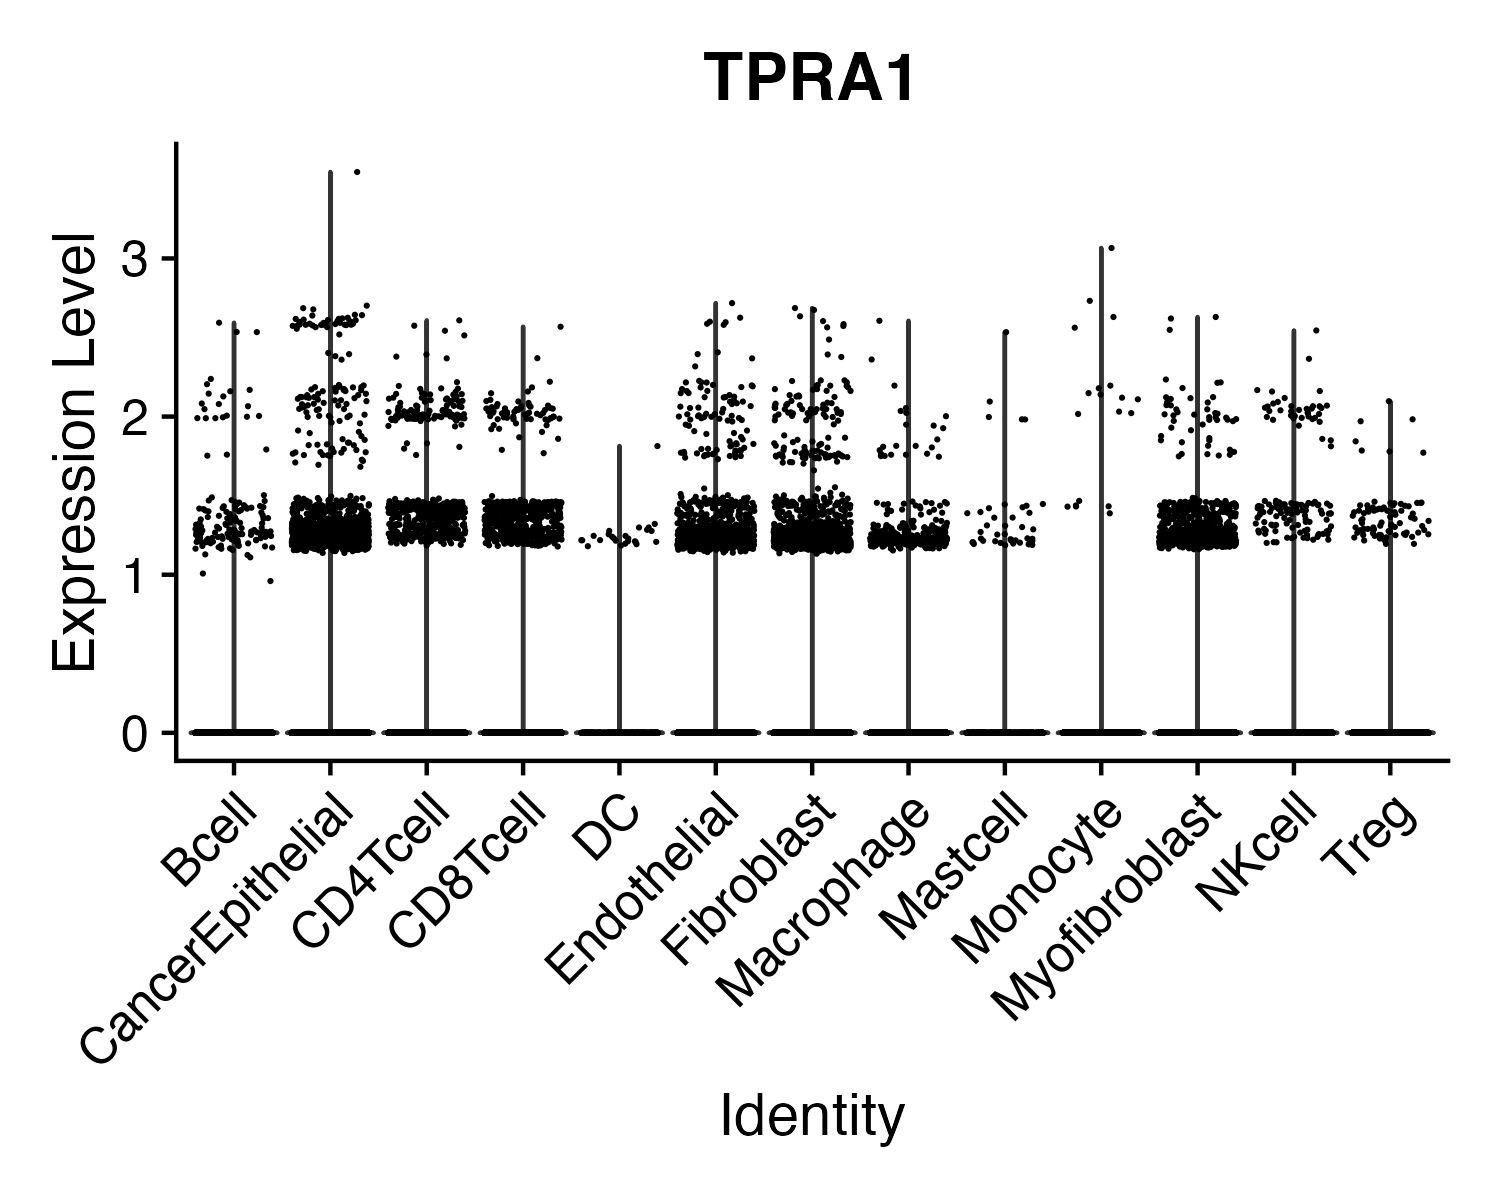 TPRA1
Expression Level
3
2
1
0
Bcell
CancerEpithelial
CD4Tcell
CD8Tcell
DC
Endothelial
Fibroblast
Macrophage
Mastcell
Monocyte
Myofibroblast
NKcell
Treg
Identity